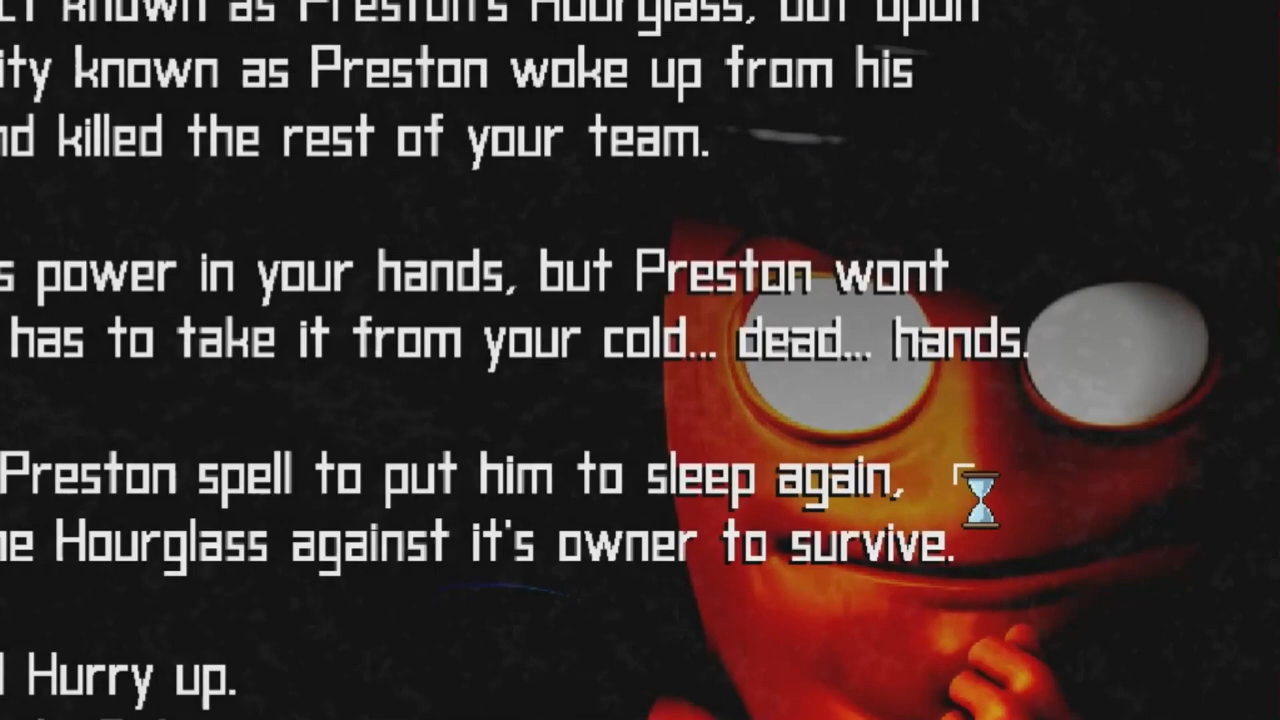 known as Preston's Hourglass, but upon
ity known as Preston woke up from his
nd killed the rest of your team.
s power in your hands, but Preston wont
has to take it from your cold... dead... hands.
Preston spell to put him to sleep again,
he Hourglass against it's owner to survive.
Hurry up.